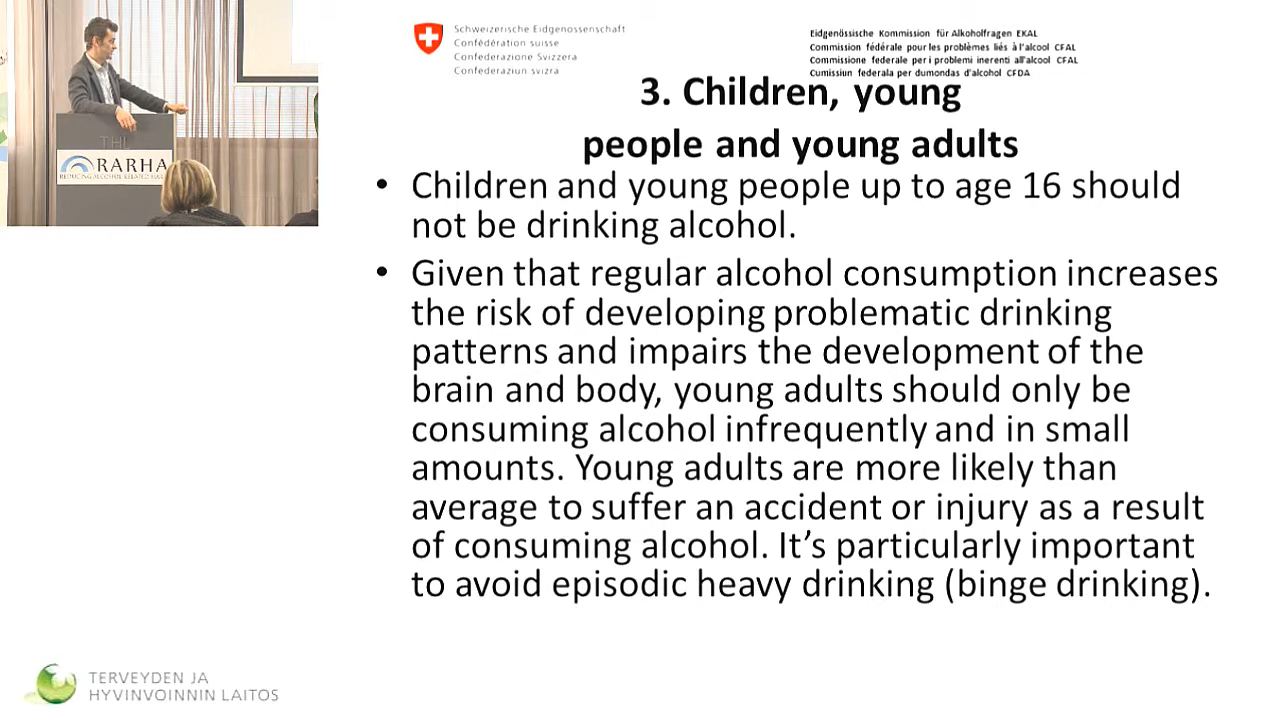 Schweizerische Eidgenossenschaft
Confédération suisse
Confederazione Svizzera
Confederaziun svizra
Eidgenössische Kommission für Alkoholfragen EKAL
Commission fédérale pour les problèmes liés à l'alcool CFAL
Commissione federale per i problemi inerenti all'alcool CFAL
Cumissiun federala per dumondas d'alcohol CFDA
3. Children, young
people and young adults
• Children and young people up to age 16 should
not be drinking alcohol.
• Given that regular alcohol consumption increases
the risk of developing problematic drinking
patterns and impairs the development of the
brain and body, young adults should only be
consuming alcohol infrequently and in small
amounts. Young adults are more likely than
average to suffer an accident or injury as a result
of consuming alcohol. It's particularly important
to avoid episodic heavy drinking (binge drinking).
THL
RARHA
REDUCING ALCOHOL RELATED
TERVEYDEN JA
HYVINVOINNIN LAITOS